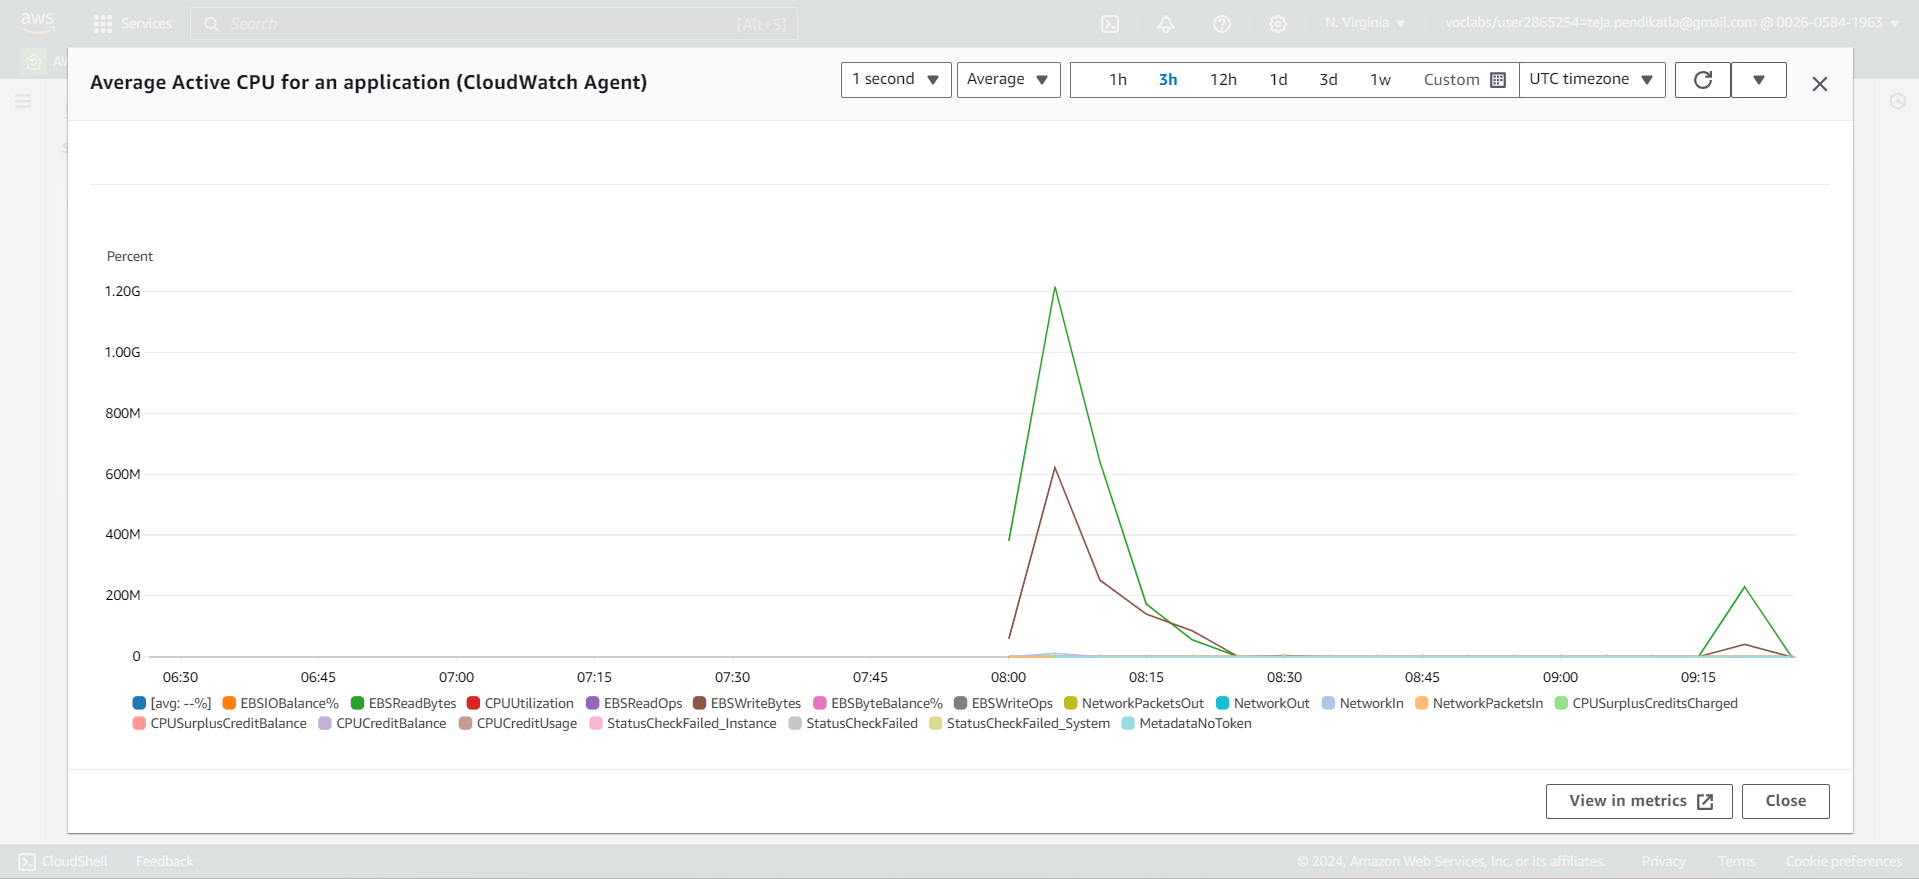 aws Services Search [Alt+S] N. Virginia voclabs/user2865254=teja.pendikatla@gmail.com @ 0026-0584-1963
Average Active CPU for an application (CloudWatch Agent) 1 second Average 1h 3h 12h 1d 3d 1w Custom UTC timezone
Percent
1.20G
1.00G
800M
600M
400M
200M
0
06:30 06:45 07:00 07:15 07:30 07:45 08:00 08:15 08:30 08:45 09:00 09:15
[avg: --%] EBSIOBalance% EBSReadBytes CPUUtilization EBSReadOps EBSWriteBytes EBSByteBalance% EBSWriteOps NetworkPacketsOut NetworkOut NetworkIn NetworkPacketsIn CPUSurplusCreditsCharged
CPUSurplusCreditBalance CPUCreditBalance CPUCreditUsage StatusCheckFailed_Instance StatusCheckFailed StatusCheckFailed_System MetadataNoToken
View in metrics Close
CloudShell Feedback © 2024, Amazon Web Services, Inc. or its affiliates. Privacy Terms Cookie preferences